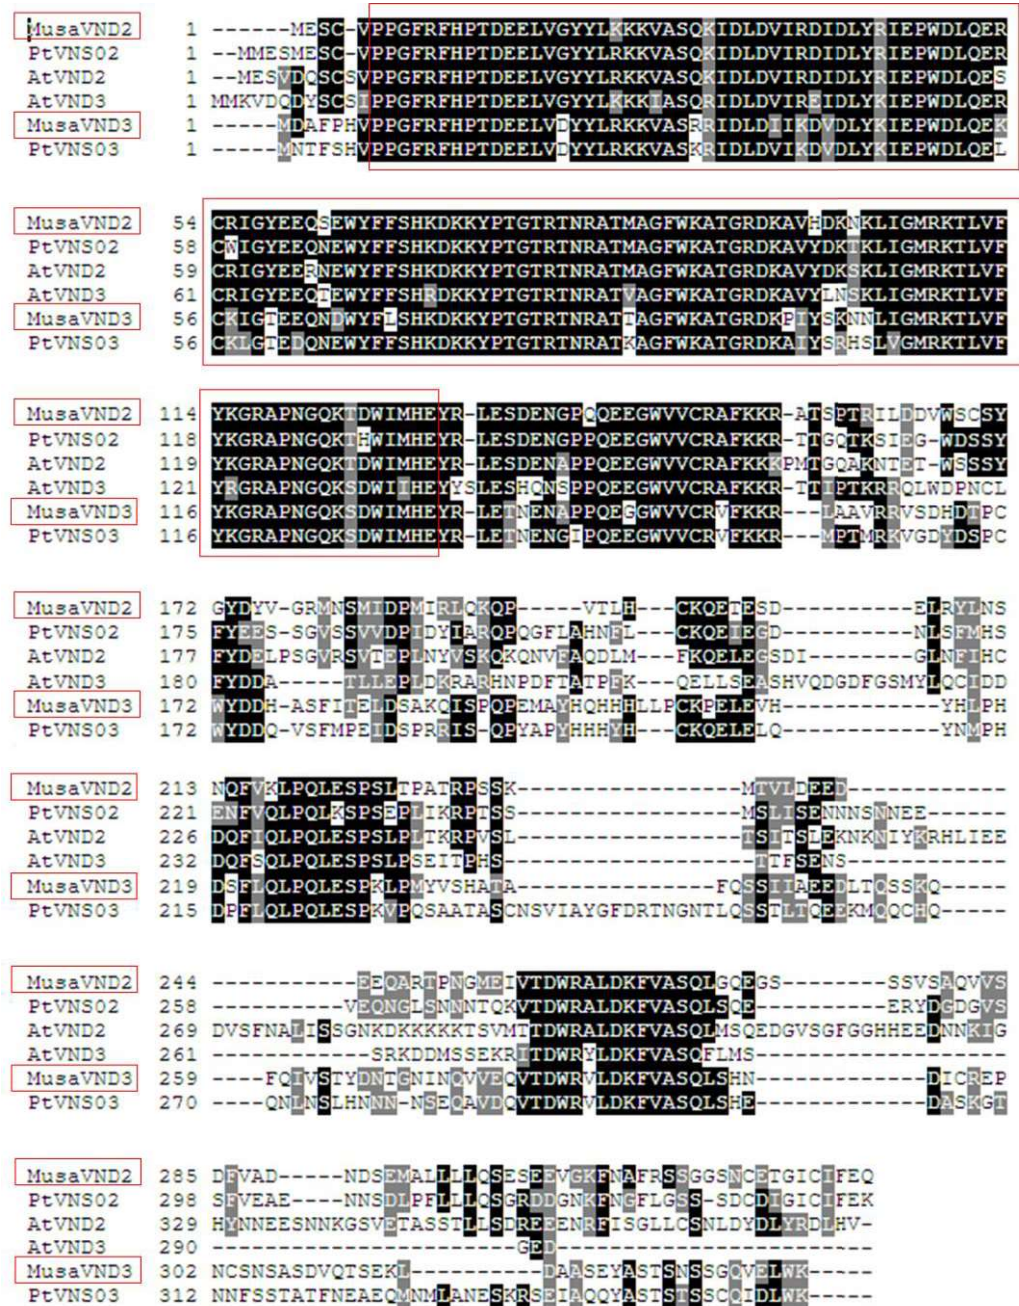 MusaVND2 1 ------MESC-VPPGFRFHPTDEELVGYYLKKKVASQKIDLDVIRDIDLYRIEPWDLQER
PtVNS02 1 --MMESMESC-VPPGFRFHPTDEELVGYYLRKKVASQKIDLDVIRDIDLYRIEPWDLQER
AtVND2 1 --MESVDQSCSVPPGFRFHPTDEELVGYYLRKKVASQKIDLDVIRDIDLYRIEPWDLQES
AtVND3 1 MMKVDQDYSCSIPPGFRFHPTDEELVGYYLKKKIASQRIDLDVIREIDLYKIEPWDLQER
MusaVND3 1 -----MDAFPHVPPGFRFHPTDEELVDYYLRKKVASRRIDLDIIKDVDLYKIEPWDLQEK
PtVNS03 1 -----MNTFSHVPPGFRFHPTDEELVDYYLRKKVASKRIDLDVIKDVDLYKIEPWDLQEL
MusaVND2 54 CRIGYEEQSEWYFFSHKDKKYPTGTRTNRATMAGFWKATGRDKAVHDKNKLIGMRKTLVF
PtVNS02 58 CWIGYEEQNEWYFFSHKDKKYPTGTRTNRATMAGFWKATGRDKAVYDKTKLIGMRKTLVF
AtVND2 59 CRIGYEERNEWYFFSHKDKKYPTGTRTNRATMAGFWKATGRDKAVYDKSKLIGMRKTLVF
AtVND3 61 CRIGYEEQTEWYFFSHRDKKYPTGTRTNRATVAGFWKATGRDKAVYLNSKLIGMRKTLVF
MusaVND3 56 CKIGTEEQNDWYFLSHKDKKYPTGTRTNRATTAGFWKATGRDKPIYSKNNLIGMRKTLVF
PtVNS03 56 CKLGTEDQNEWYFFSHKDKKYPTGTRTNRATKAGFWKATGRDKAIYSRHSLVGMRKTLVF
MusaVND2 114 YKGRAPNGQKTDWIMHEYR-LESDENGPQQEEGWVVCRAFKKR-ATSPTRILDDVWSCSY
PtVNS02 118 YKGRAPNGQKTHWIMHEYR-LESDENGPPQEEGWVVCRAFKKR-TTGQTKSIEG-WDSSY
AtVND2 119 YKGRAPNGQKTDWIMHEYR-LESDENAPPQEEGWVVCRAFKKKPMTGQAKNTET-WSSSY
AtVND3 121 YRGRAPNGQKSDWIIHEYYSLESHQNSPPQEEGWVVCRAFKKR-TTIPTKRRQLWDPNCL
MusaVND3 116 YKGRAPNGQKSDWIMHEYR-LETNENAPPQEGGWVVCRVFKKR---LAAVRRVSDHDTPC
PtVNS03 116 YKGRAPNGQKSDWIMHEYR-LETNENGIPQEEGWVVCRVFKKR---MPTMRKVGDYDSPC
MusaVND2 172 GYDYV-GRMNSMIDPMIRLQKQP-----VTLH---CKQETESD---------ELRYLNS
PtVNS02 175 FYEES-SGVSSVVDPIDYIARQPQGFLAHNFL---CKQEIEGD---------NLSFMHS
AtVND2 177 FYDELPSGVRSVTEPLNYVSKQKQNVFAQDLM---FKQELEGSDI-------GLNFIHC
AtVND3 180 FYDDA----TLLEPLDKRARHNPDFTATPFK---QELLSEASHVQDGDFGSMYLQCIDD
MusaVND3 172 WYDDH-ASFITELDSAKQISPQPEMAYHQHHHLLPCKPELEVH---------YHLPH
PtVNS03 172 WYDDQ-VSFMPEIDSPRRIS-QPYAPYHHHYH---CKQELELQ---------YNMPH
MusaVND2 213 NQFVKLPQLESPSLTPATRPSSK---------------MTVLDEED----------
PtVNS02 221 ENFVQLPQLKSPSEPLIKRPTSS---------------MSLISENNNSNNEE------
AtVND2 226 DQFIQLPQLESPSLPLTKRPVSL---------------TSITSLEKNKNIYKRHLIEE
AtVND3 232 DQFSQLPQLESPSLPSEITPHS----------------TTFSENS------------
MusaVND3 219 DSFLQLPQLESPKLPMYVSHATA---------------FQSSIIAEEDLTQSSKQ-----
PtVNS03 215 DPFLQLPQLESPKVPQSAATASCNSVIAYGFDRTNGNTLQSSTLTQEEKMQQCHQ-----
MusaVND2 244 -----------EEQARTPNGMEIVTDWRALDKFVASQLGQEGS------SSVSAQVVS
PtVNS02 258 ----------VEQNGLSNNNTQKVTDWRALDKFVASQLSQE---------ERYDGDGVS
AtVND2 269 DVSFNALISSGNKDKKKKKTSVMTTDWRALDKFVASQLMSQEDGVSGFGGHHEEDNNKIG
AtVND3 261 ------------SRKDDMSSEKRITDWRYLDKFVASQFLMS------------------
MusaVND3 259 ----FQIVSTYDNTGNINQVVEQVTDWRVLDKFVASQLSHN-------------DICREP
PtVNS03 270 ----QNLNSLHNNN-NSEQAVDQVTDWRVLDKFVASQLSHE-------------DASKGT
MusaVND2 285 DFVAD-----NDSEMALLLLQSESEEVGKFNAFRSSGGSNCETGICIFEQ
PtVNS02 298 SFVEAE----NNSDLPFLLLQSGRDDGNKFNGFLGSS-SDCDIGICIFEK
AtVND2 329 HYNNEESNNKGSVETASSTLLSDREEENRFISGLLCSNLDYDLYRDLHV-
AtVND3 290 -----------------------GED------------------------
MusaVND3 302 NCSNSASDVQTSEKL---------DAASEYASTSNSSGQVELWK----
PtVNS03 312 NNFSSTATFNEAEQMNMLANESKRSEIAQQYASTSTSSCQIDLWK----